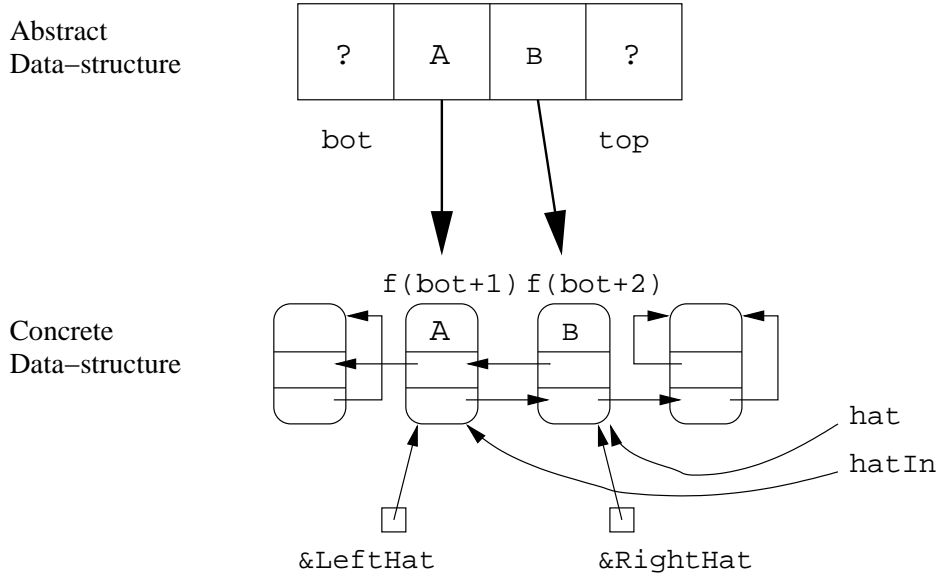 Abstract
Data−structure
? A B ?
bot top
f(bot+1) f(bot+2)
Concrete
Data−structure
A B
hat
hatIn
&LeftHat &RightHat